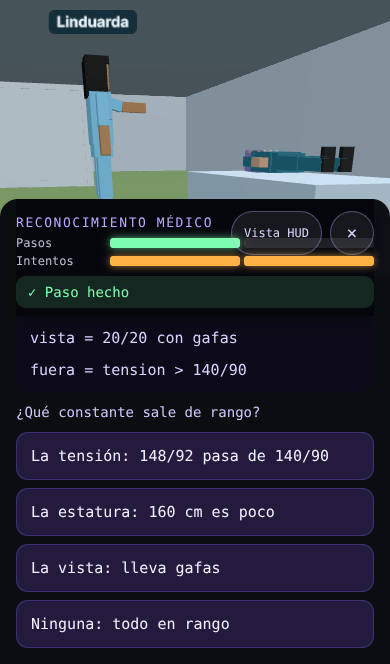 Linduarda
RECONOCIMIENTO MÉDICO
Vista HUD
×
Pasos
Intentos
✓ Paso hecho
vista = 20/20 con gafas
fuera = tension > 140/90
¿Qué constante sale de rango?
La tensión: 148/92 pasa de 140/90
La estatura: 160 cm es poco
La vista: lleva gafas
Ninguna: todo en rango